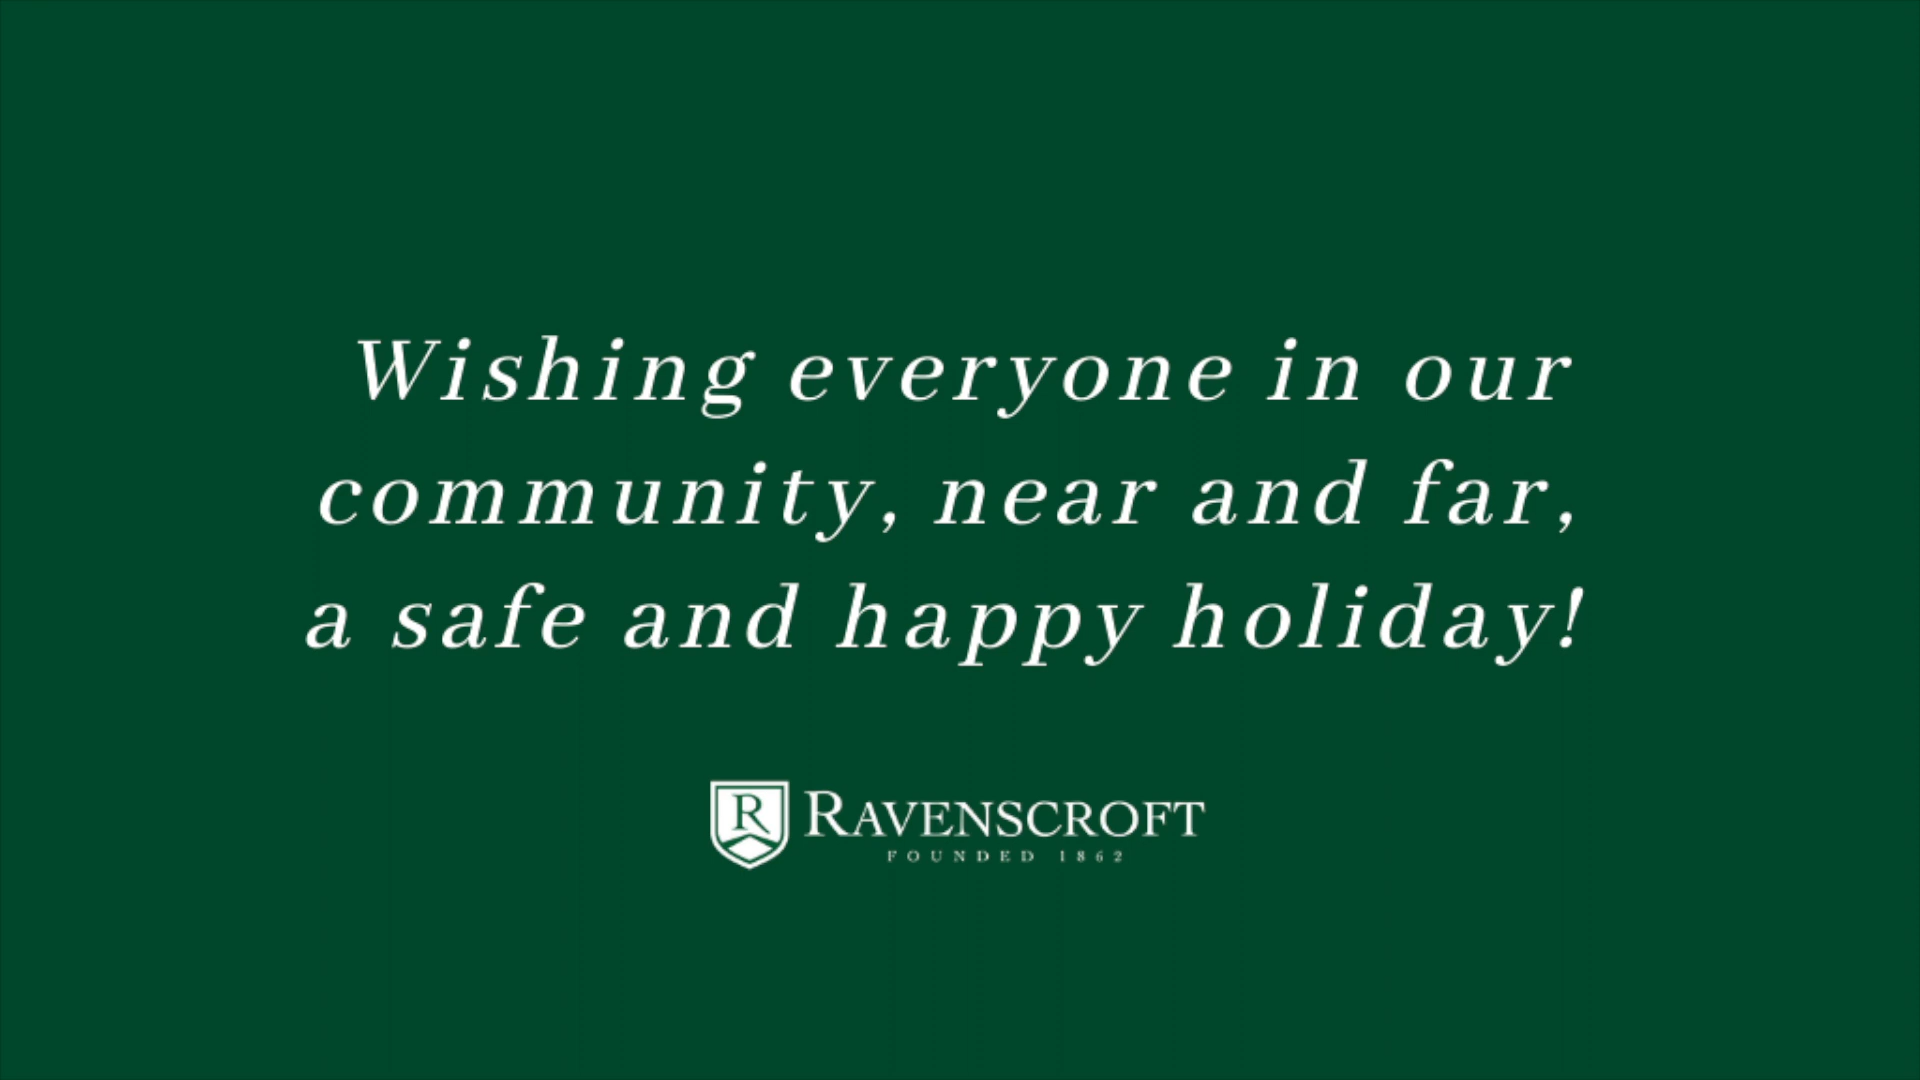 Wishing everyone in our
community, near and far,
a safe and happy holiday!
R RAVENSCROFT
FOUNDED 1862